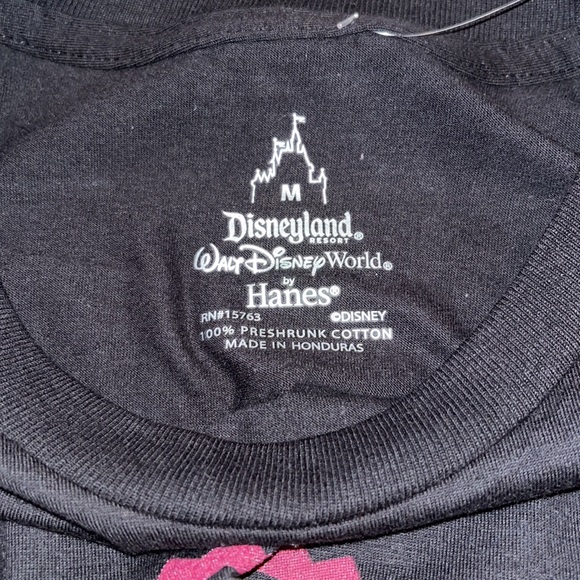 M
Disneyland®
RESORT
Walt Disney World®
by
Hanes®
RN#15763 ©DISNEY
100% PRESHRUNK COTTON
MADE IN HONDURAS